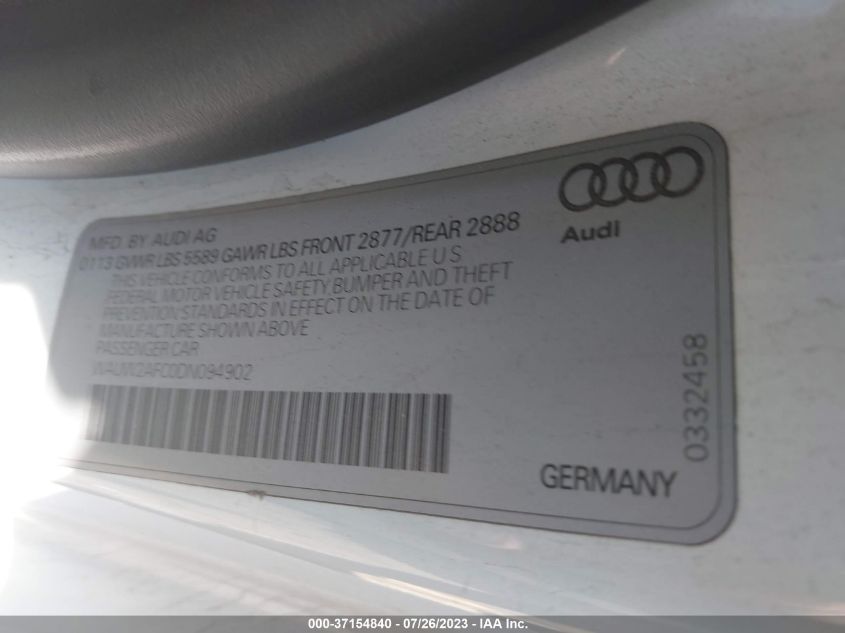 Audi
MFD. BY AUDI AG
0113 GVWR LBS 5589 GAWR LBS FRONT 2877/REAR 2888
THIS VEHICLE CONFORMS TO ALL APPLICABLE U S
FEDERAL MOTOR VEHICLE SAFETY BUMPER AND THEFT
PREVENTION STANDARDS IN EFFECT ON THE DATE OF
MANUFACTURE SHOWN ABOVE
PASSENGER CAR
WAUW2AFC0DN094902
0332458
GERMANY
000-37154840 - 07/26/2023 - IAA Inc.